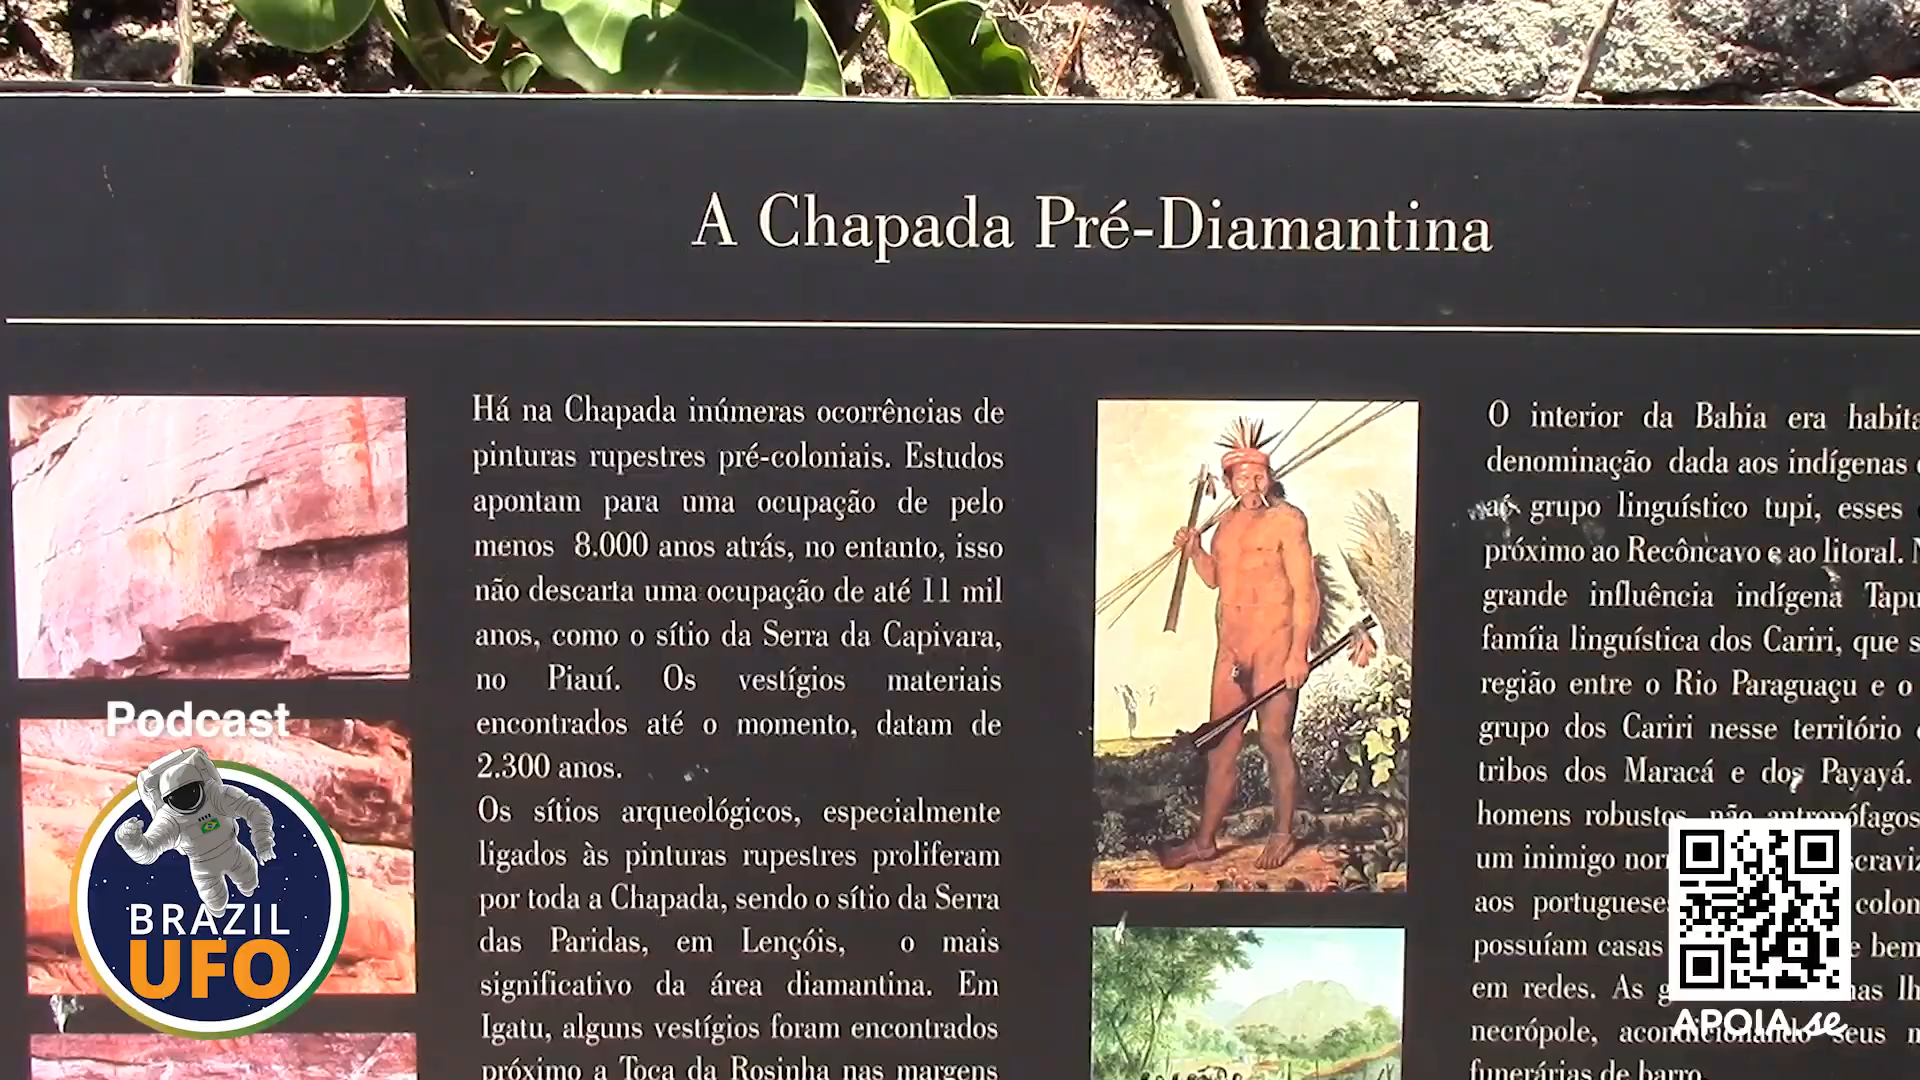 A Chapada Pré-Diamantina
Há na Chapada inúmeras ocorrências de
pinturas rupestres pré-coloniais. Estudos
apontam para uma ocupação de pelo
menos 8.000 anos atrás, no entanto, isso
não descarta uma ocupação de até 11 mil
anos, como o sítio da Serra da Capivara,
no Piauí. Os vestígios materiais
encontrados até o momento, datam de
2.300 anos.
Os sítios arqueológicos, especialmente
ligados às pinturas rupestres proliferam
por toda a Chapada, sendo o sítio da Serra
das Paridas, em Lençóis, o mais
significativo da área diamantina. Em
Igatu, alguns vestígios foram encontrados
próximo a Toca da Rosinha nas margens
O interior da Bahia era
denominação dada aos indígenas
ao grupo linguístico tupi, esses
próximo ao Recôncavo e ao litoral.
grande influência indígena
famíia linguística dos Cariri, que
região entre o Rio Paraguaçu e o
grupo dos Cariri nesse território
tribos dos Maracá e dos Payayá.
homens robustos, não antropófagos
um inimigo
aos portugueses
possuíam casas
em redes. As
necrópole, acondicionando seus
funerárias de barro.
Podcast
BRAZIL
UFO
APOIA.se